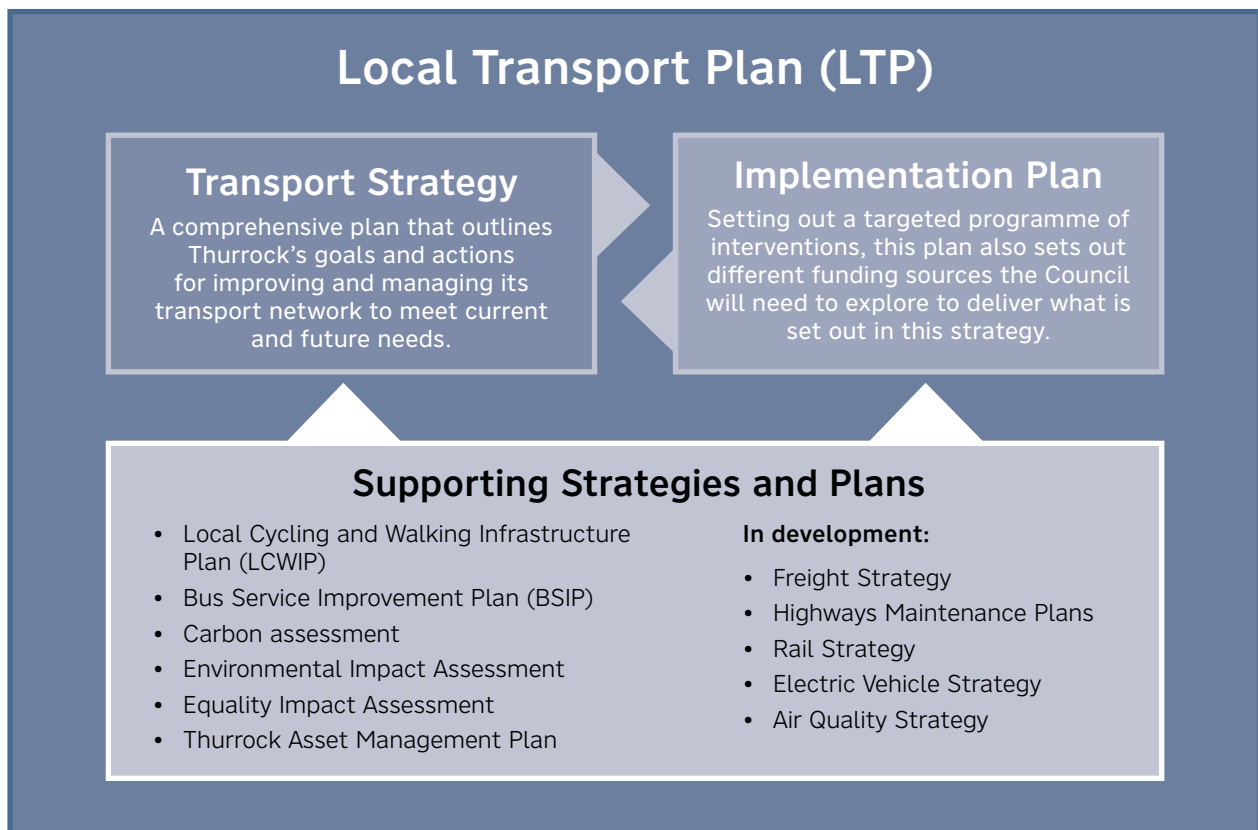 Local Transport Plan (LTP)
Transport Strategy
A comprehensive plan that outlines
Thurrock’s goals and actions
for improving and managing its
transport network to meet current
and future needs.
Implementation Plan
Setting out a targeted programme of
interventions, this plan also sets out
different funding sources the Council
will need to explore to deliver what is
set out in this strategy.
Supporting Strategies and Plans
• Local Cycling and Walking Infrastructure
Plan (LCWIP)
• Bus Service Improvement Plan (BSIP)
• Carbon assessment
• Environmental Impact Assessment
• Equality Impact Assessment
• Thurrock Asset Management Plan
In development:
• Freight Strategy
• Highways Maintenance Plans
• Rail Strategy
• Electric Vehicle Strategy
• Air Quality Strategy